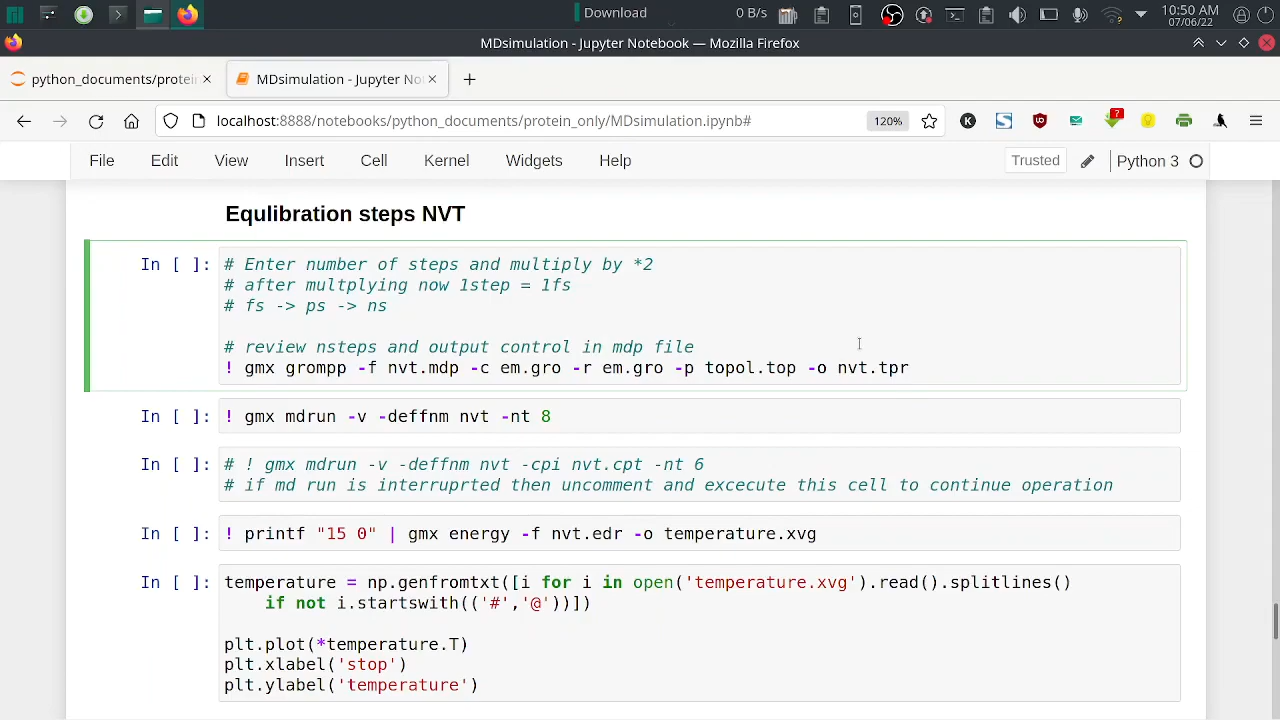 Download
0 B/s
10:50 AM
07/06/22
MDsimulation - Jupyter Notebook — Mozilla Firefox
python_documents/protein
MDsimulation - Jupyter No
localhost:8888/notebooks/python_documents/protein_only/MDsimulation.ipynb#
120%
File Edit View Insert Cell Kernel Widgets Help
Trusted
Python 3
Equlibration steps NVT
In [ ]: # Enter number of steps and multiply by *2
# after multplying now 1step = 1fs
# fs -> ps -> ns
# review nsteps and output control in mdp file
! gmx grompp -f nvt.mdp -c em.gro -r em.gro -p topol.top -o nvt.tpr
In [ ]: ! gmx mdrun -v -deffnm nvt -nt 8
In [ ]: # ! gmx mdrun -v -deffnm nvt -cpi nvt.cpt -nt 6
# if md run is interuprted then uncomment and excecute this cell to continue operation
In [ ]: ! printf "15 0" | gmx energy -f nvt.edr -o temperature.xvg
In [ ]: temperature = np.genfromtxt([i for i in open('temperature.xvg').read().splitlines()
if not i.startswith(('#','@'))])
plt.plot(*temperature.T)
plt.xlabel('stop')
plt.ylabel('temperature')